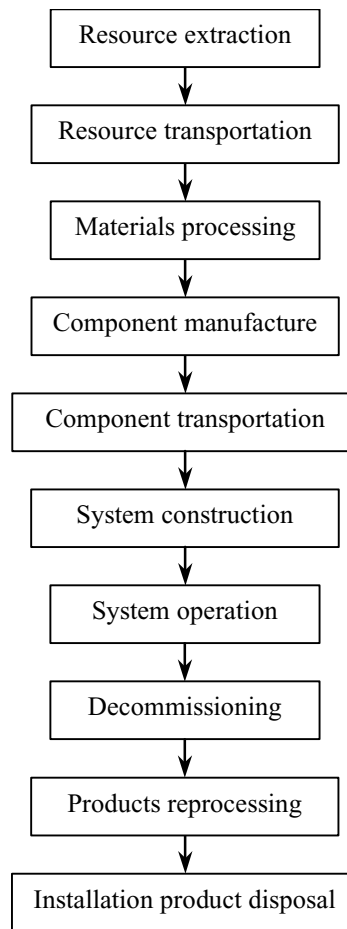 Resource extraction
Resource transportation
Materials processing
Component manufacture
Component transportation
System construction
System operation
Decommissioning
Products reprocessing
Installation product disposal